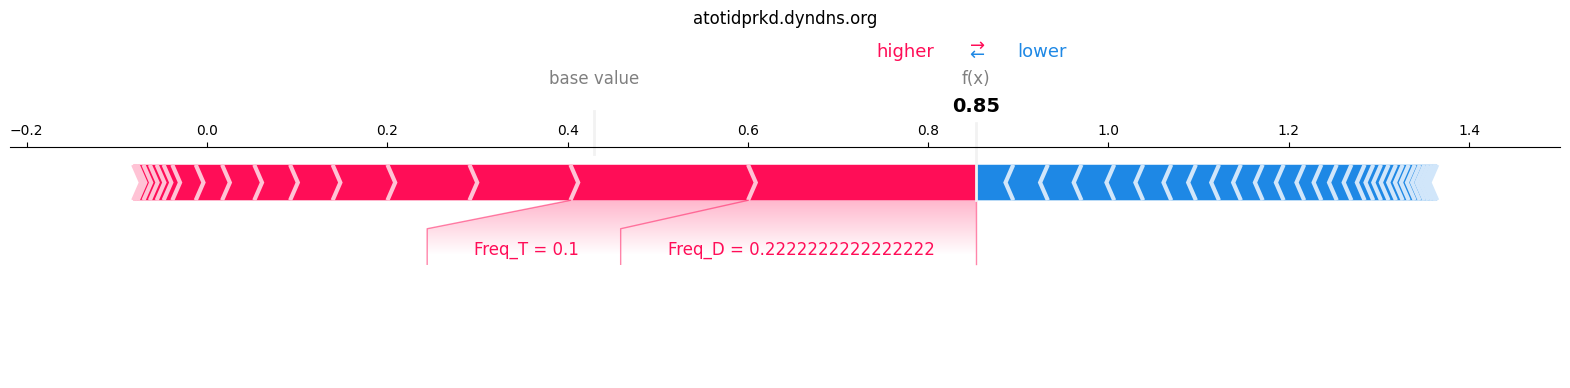 atotidprkd.dyndns.org
higher ⇄ lower
base value f(x)
0.85
−0.2 0.0 0.2 0.4 0.6 0.8 1.0 1.2 1.4
Freq_T = 0.1 Freq_D = 0.2222222222222222